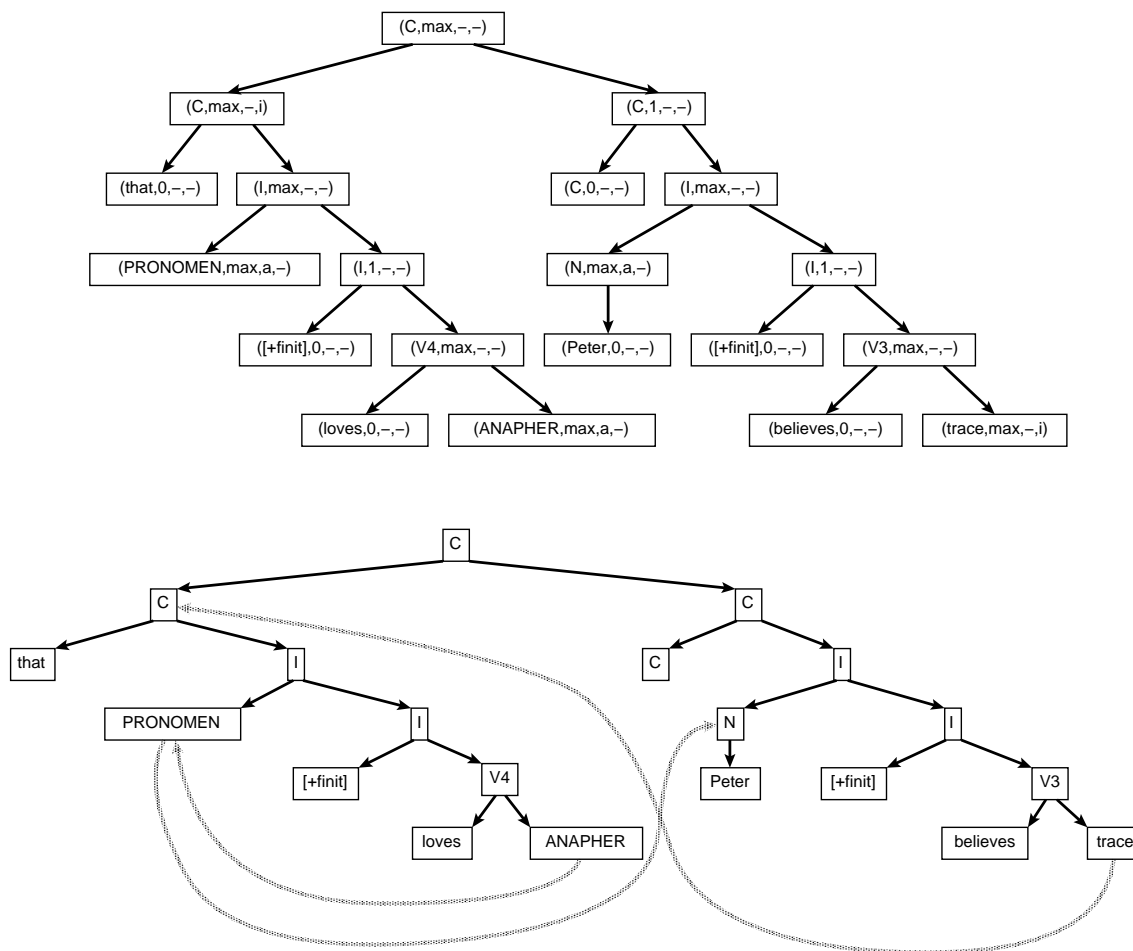 (C,max,–,–)
(C,max,–,i)
(C,1,–,–)
(that,0,–,–)
(I,max,–,–)
(C,0,–,–)
(I,max,–,–)
(PRONOMEN,max,a,–)
(I,1,–,–)
(N,max,a,–)
(I,1,–,–)
([+finit],0,–,–)
(V4,max,–,–)
(Peter,0,–,–)
([+finit],0,–,–)
(V3,max,–,–)
(loves,0,–,–)
(ANAPHER,max,a,–)
(believes,0,–,–)
(trace,max,–,i)
C
C
C
that
I
C
I
PRONOMEN
I
N
I
[+finit]
V4
Peter
[+finit]
V3
loves
ANAPHER
believes
trace